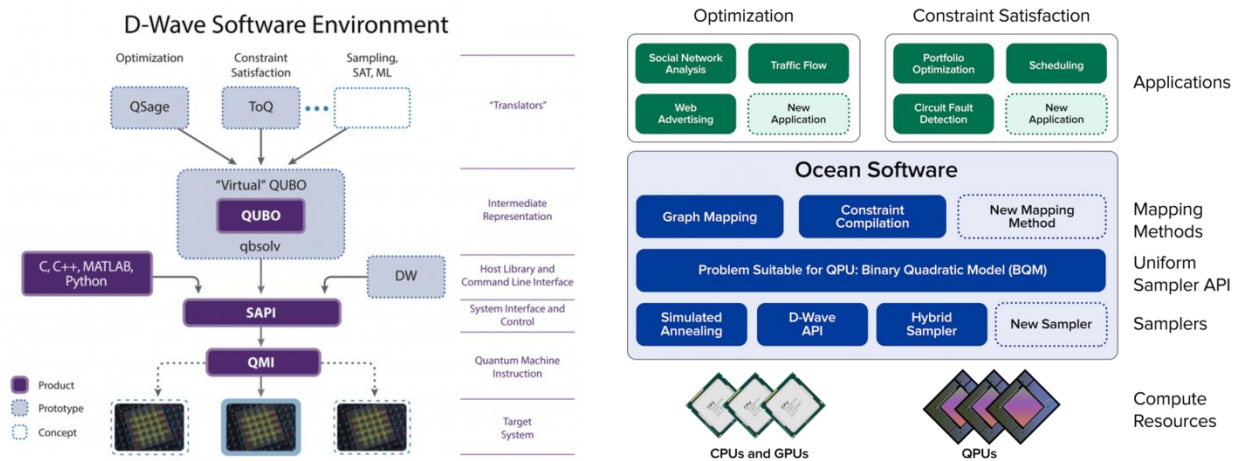 D-Wave Software Environment
Optimization
Constraint
Satisfaction
Sampling,
SAT, ML
QSage
ToQ
"Translators"
"Virtual" QUBO
QUBO
qbsolv
Intermediate
Representation
C, C++, MATLAB,
Python
DW
Host Library and
Command Line Interface
SAPI
System Interface and
Control
QMI
Quantum Machine
Instruction
Product
Prototype
Concept
Target
System
Optimization
Constraint Satisfaction
Social Network
Analysis
Traffic Flow
Web
Advertising
New
Application
Portfolio
Optimization
Scheduling
Circuit Fault
Detection
New
Application
Applications
Ocean Software
Graph Mapping
Constraint
Compilation
New Mapping
Method
Mapping
Methods
Problem Suitable for QPU: Binary Quadratic Model (BQM)
Uniform
Sampler API
Simulated
Annealing
D-Wave
API
Hybrid
Sampler
New Sampler
Samplers
CPU
CPU
CPU
CPUs and GPUs
QPUs
Compute
Resources